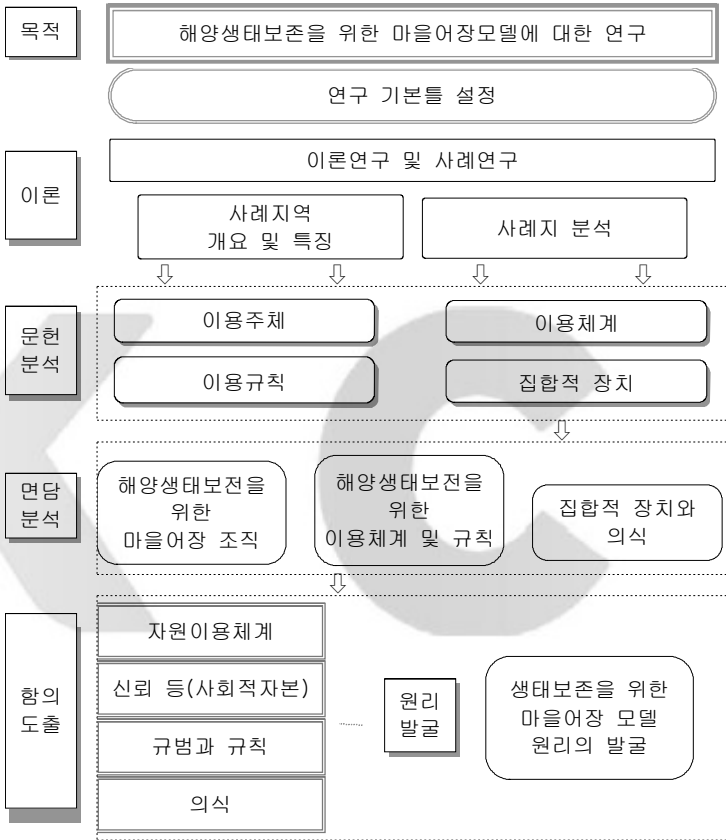 목적
해양생태보존을 위한 마을어장모델에 대한 연구
연구 기본틀 설정
이론
이론연구 및 사례연구
사례지역
개요 및 특징
사례지 분석
문헌
분석
이용주체
이용체계
이용규칙
집합적 장치
면담
분석
해양생태보전을
위한
마을어장 조직
해양생태보전을
위한
이용체계 및 규칙
집합적 장치와
의식
함의
도출
자원이용체계
신뢰 등(사회적자본)
규범과 규칙
의식
원리
발굴
생태보존을 위한
마을어장 모델
원리의 발굴